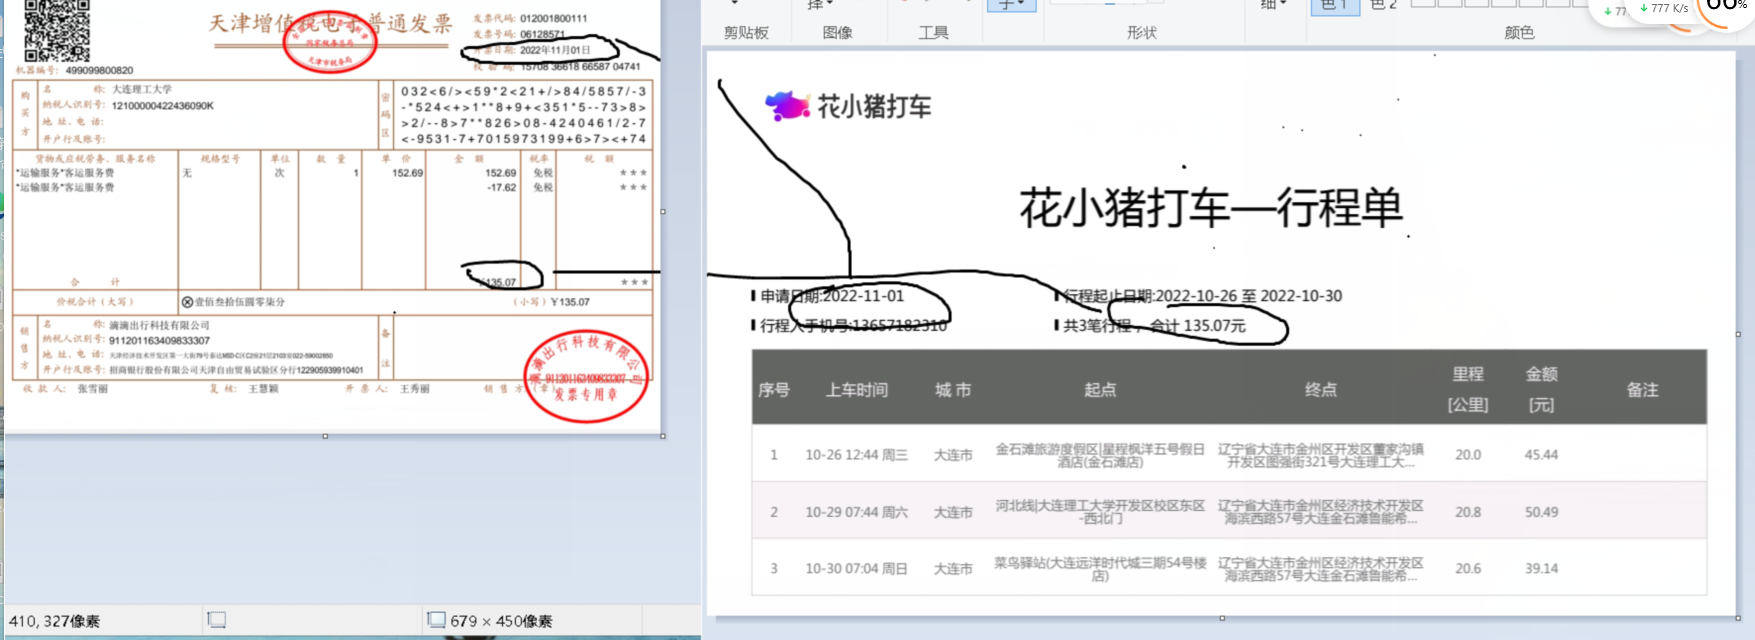 天津增值税电子普通发票
国家税务总局
天津市税务局
发票代码: 012001800111
发票号码: 06128571
开票日期: 2022年11月01日
校 验 码: 15708 36618 66587 04741
机器编号: 499099800820
购买方
名 称: 大连理工大学
纳税人识别号: 12100000422436090K
地 址、电 话:
开户行及账号:
密码区
032<6/><59*2<21+/>84/5857/-3
-*524<+>1**8+9+<351*5--73>8>
>2/--8>7**826>08-4240461/2-7
<-9531-7+7015973199+6>7><+74
货物或应税劳务、服务名称 规格型号 单位 数 量 单 价 金 额 税率 税 额
*运输服务*客运服务费 无 次 1 152.69 152.69 免税 ***
*运输服务*客运服务费 -17.62 免税 ***
合 计 ¥135.07 ***
价税合计（大写） ⊗壹佰叁拾伍圆零柒分 （小写）¥135.07
销售方
名 称: 滴滴出行科技有限公司
纳税人识别号: 911201163409833307
地 址、电 话:
开户行及账号: 招商银行股份有限公司天津自由贸易试验区分行122905939910401
备注
收 款 人: 张雪丽 复 核: 王慧颖 开 票 人: 王秀丽 销 售 方:（章）
滴滴出行科技有限公司
911201163409833307
发票专用章
410, 327像素
679 × 450像素
剪贴板 图像 工具 形状 颜色
择
子
细
色 1 色 2
↓ 77
↓ 777 K/s
%
花小猪打车
花小猪打车—行程单
申请日期:2022-11-01 行程起止日期:2022-10-26 至 2022-10-30
行程人手机号:13657182310 共3笔行程，合计 135.07元
序号 上车时间 城市 起点 终点 里程[公里] 金额[元] 备注
1 10-26 12:44 周三 大连市 金石滩旅游度假区|星程枫洋五号假日酒店(金石滩店) 辽宁省大连市金州区开发区董家沟镇开发区图强街321号大连理工大... 20.0 45.44
2 10-29 07:44 周六 大连市 河北线|大连理工大学开发区校区东区-西北门 辽宁省大连市金州区经济技术开发区海滨西路57号大连金石滩鲁能希... 20.8 50.49
3 10-30 07:04 周日 大连市 菜鸟驿站(大连远洋时代城三期54号楼店) 辽宁省大连市金州区经济技术开发区海滨西路57号大连金石滩鲁能希... 20.6 39.14